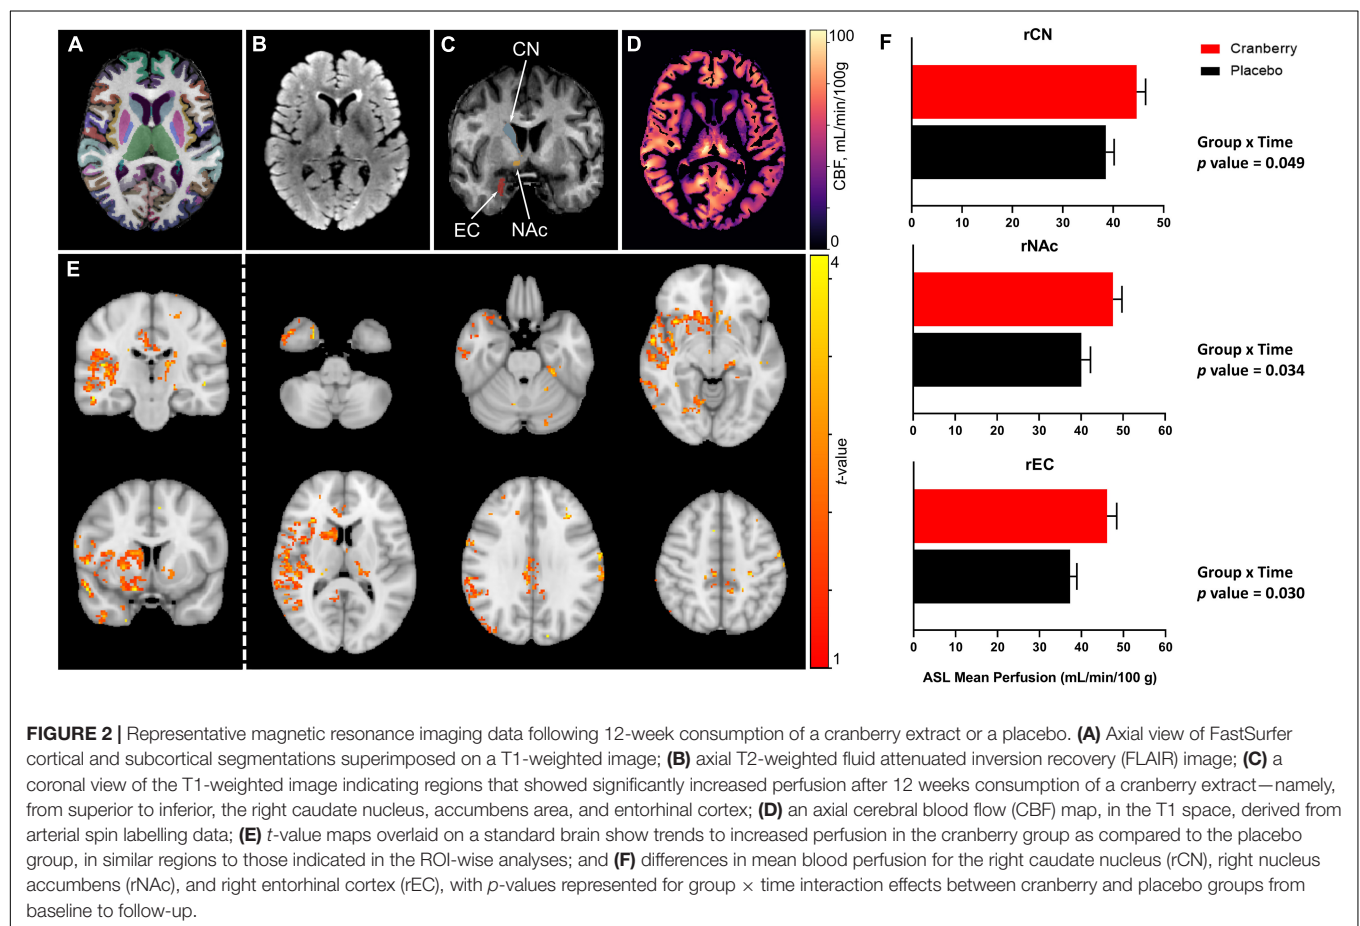 A
B
C
CN
EC
NAc
D
100
CBF, mL/min/100g
0
E
4
t-value
1
F
rCN
Cranberry
Placebo
Group x Time
p value = 0.049
0 10 20 30 40 50
rNAc
Group x Time
p value = 0.034
0 10 20 30 40 50 60
rEC
Group x Time
p value = 0.030
0 10 20 30 40 50 60
ASL Mean Perfusion (mL/min/100 g)
FIGURE 2 | Representative magnetic resonance imaging data following 12-week consumption of a cranberry extract or a placebo. (A) Axial view of FastSurfer
cortical and subcortical segmentations superimposed on a T1-weighted image; (B) axial T2-weighted fluid attenuated inversion recovery (FLAIR) image; (C) a
coronal view of the T1-weighted image indicating regions that showed significantly increased perfusion after 12 weeks consumption of a cranberry extract—namely,
from superior to inferior, the right caudate nucleus, accumbens area, and entorhinal cortex; (D) an axial cerebral blood flow (CBF) map, in the T1 space, derived from
arterial spin labelling data; (E) t-value maps overlaid on a standard brain show trends to increased perfusion in the cranberry group as compared to the placebo
group, in similar regions to those indicated in the ROI-wise analyses; and (F) differences in mean blood perfusion for the right caudate nucleus (rCN), right nucleus
accumbens (rNAc), and right entorhinal cortex (rEC), with p-values represented for group × time interaction effects between cranberry and placebo groups from
baseline to follow-up.